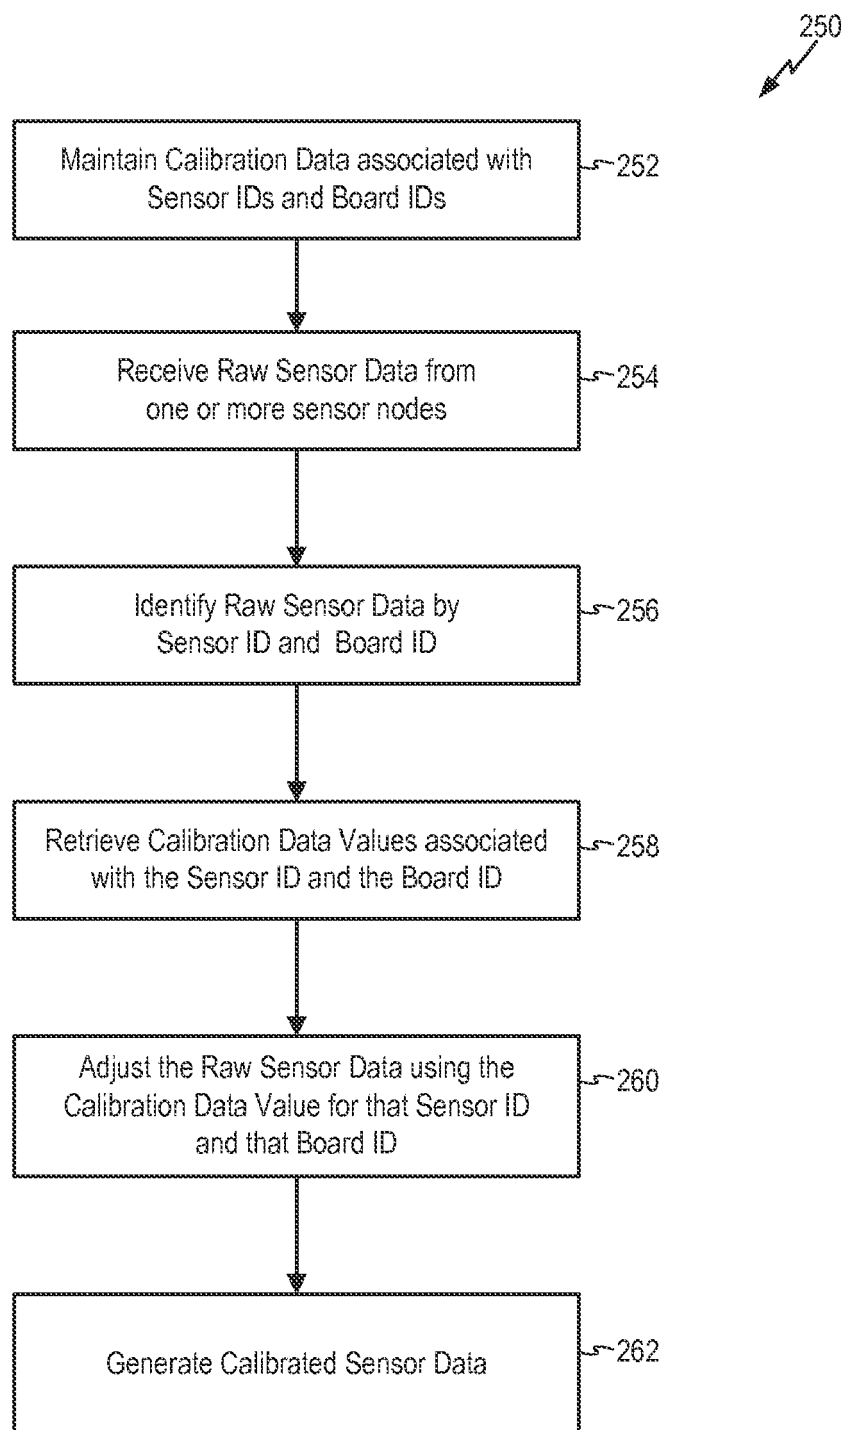 250
Maintain Calibration Data associated with
Sensor IDs and Board IDs
252
Receive Raw Sensor Data from
one or more sensor nodes
254
Identify Raw Sensor Data by
Sensor ID and Board ID
256
Retrieve Calibration Data Values associated
with the Sensor ID and the Board ID
258
Adjust the Raw Sensor Data using the
Calibration Data Value for that Sensor ID
and that Board ID
260
Generate Calibrated Sensor Data
262